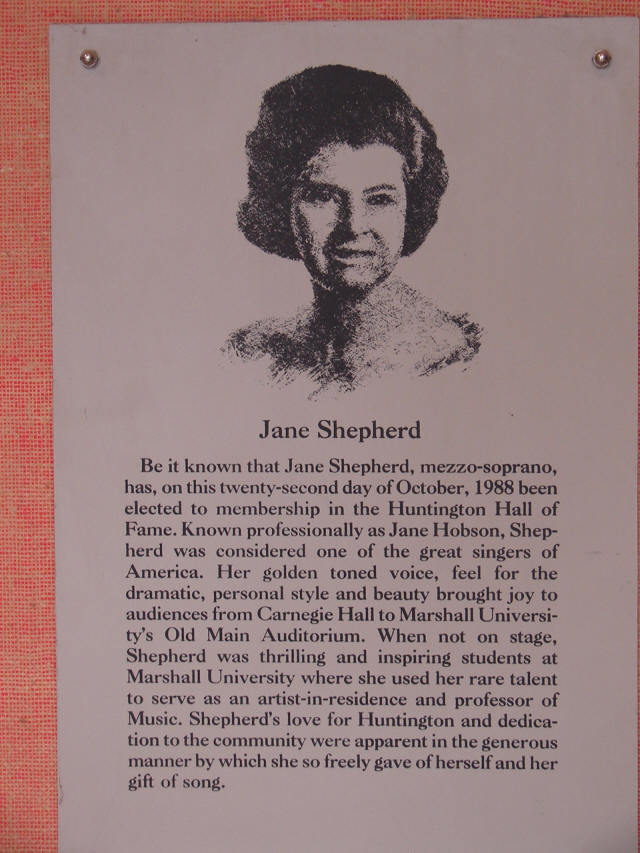 Jane Shepherd
Be it known that Jane Shepherd, mezzo-soprano,
has, on this twenty-second day of October, 1988 been
elected to membership in the Huntington Hall of
Fame. Known professionally as Jane Hobson, Shep-
herd was considered one of the great singers of
America. Her golden toned voice, feel for the
dramatic, personal style and beauty brought joy to
audiences from Carnegie Hall to Marshall Universi-
ty's Old Main Auditorium. When not on stage,
Shepherd was thrilling and inspiring students at
Marshall University where she used her rare talent
to serve as an artist-in-residence and professor of
Music. Shepherd's love for Huntington and dedica-
tion to the community were apparent in the generous
manner by which she so freely gave of herself and her
gift of song.